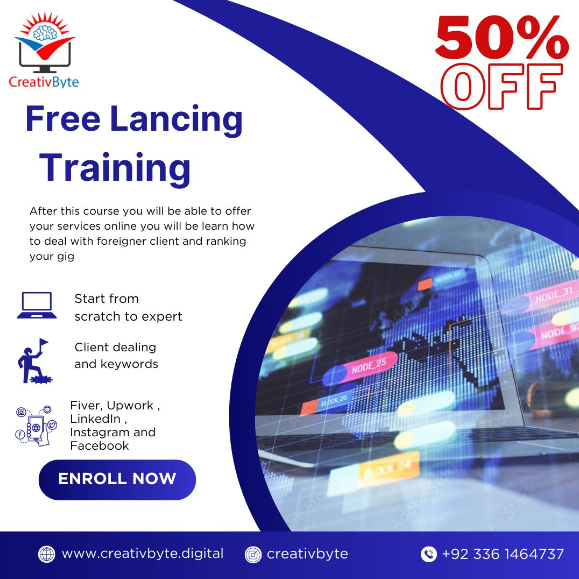 CreativByte
50%
OFF
Free Lancing
Training
After this course you will be able to offer
your services online you will be learn how
to deal with foreigner client and ranking
your gig
Start from
scratch to expert
Client dealing
and keywords
Fiver, Upwork ,
LinkedIn ,
Instagram and
Facebook
ENROLL NOW
NODE_31
NODE_25
www.creativbyte.digital
creativbyte
+92 336 1464737